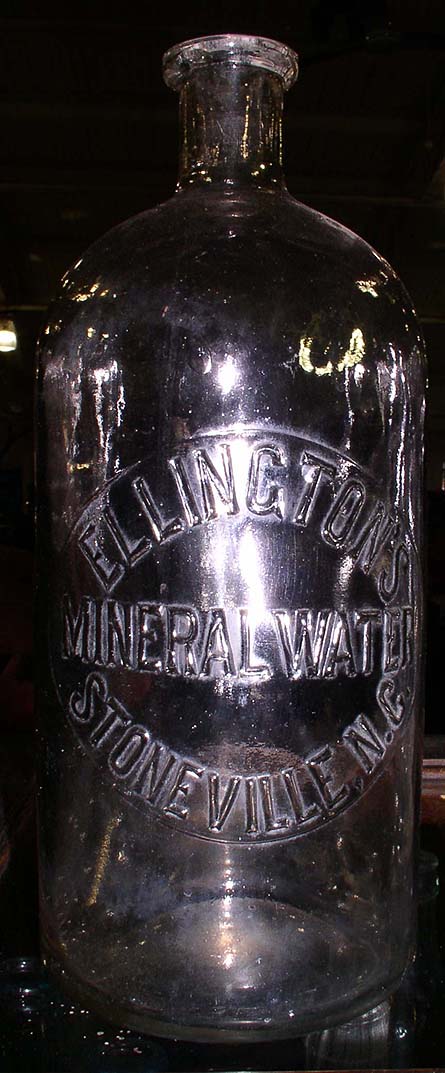 ELLINGTON'S
MINERAL WATER
STONEVILLE, N.C.